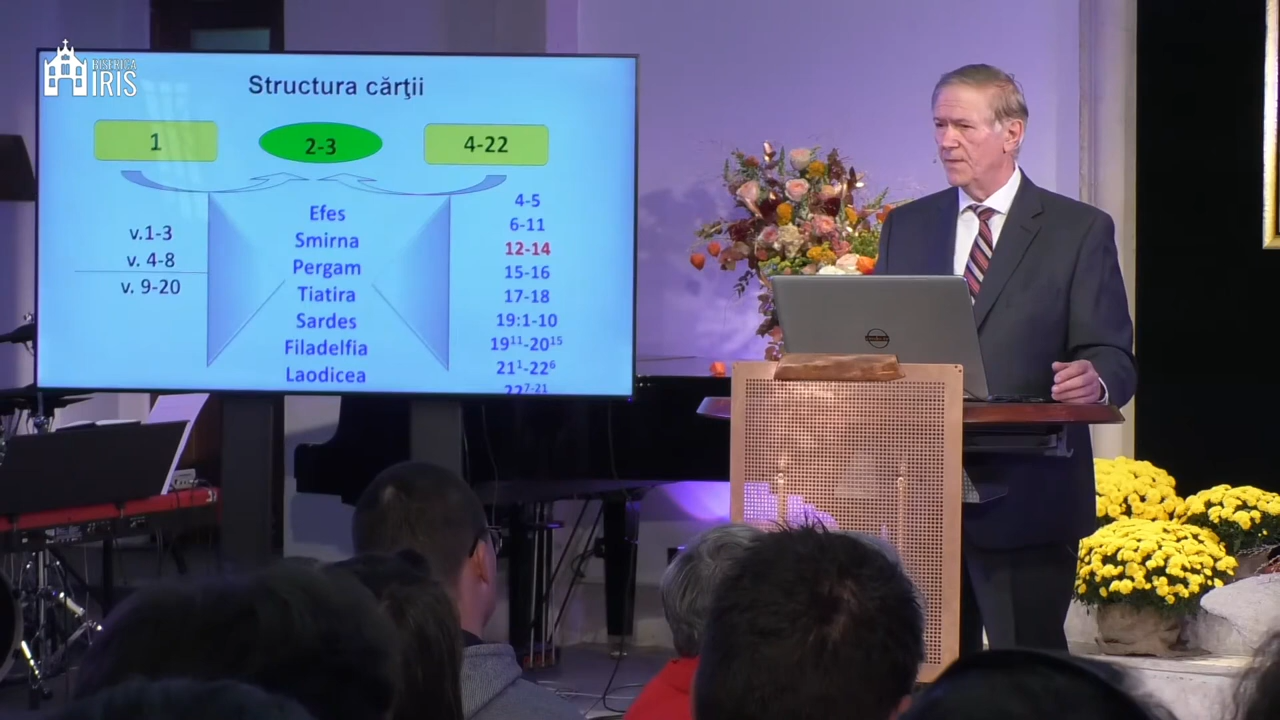 BISERICA
IRIS
Structura cărţii
1
2-3
4-22
v.1-3
v. 4-8
v. 9-20
Efes
Smirna
Pergam
Tiatira
Sardes
Filadelfia
Laodicea
4-5
6-11
12-14
15-16
17-18
19:1-10
19¹¹-20¹⁵
21¹-22⁶
22⁷⁻²¹